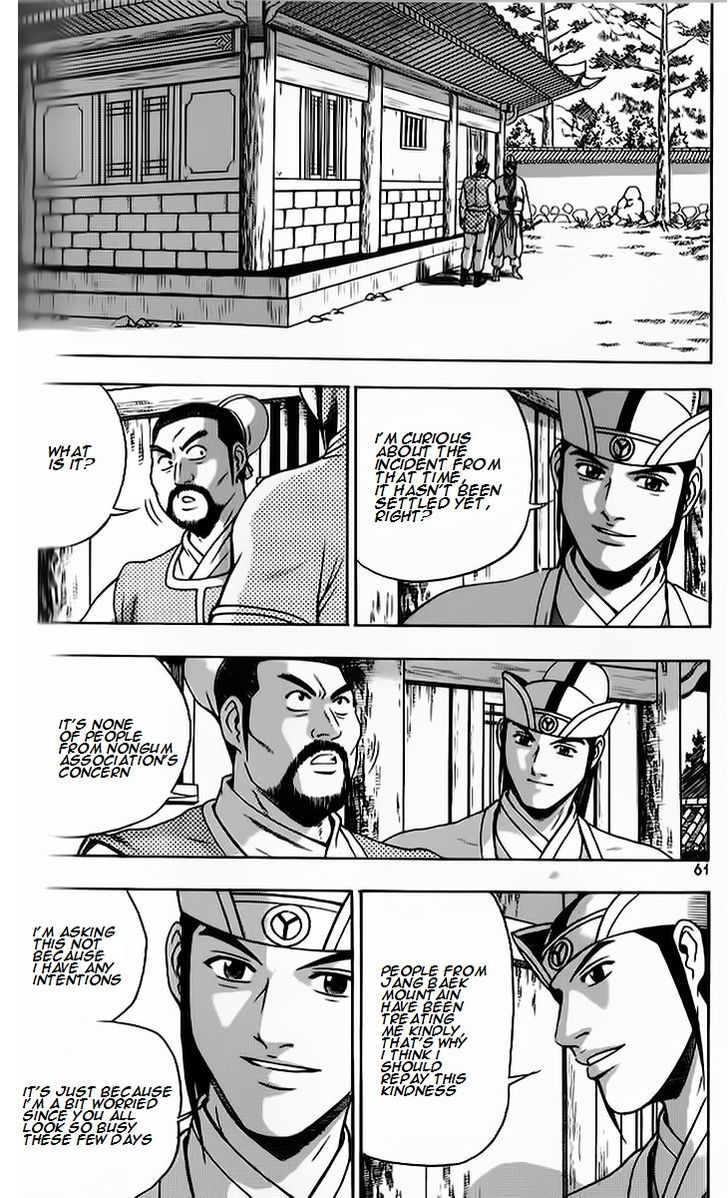 WHAT
IS IT?
I'M CURIOUS
ABOUT THE
INCIDENT FROM
THAT TIME,
IT HASN'T BEEN
SETTLED YET,
RIGHT?
IT'S NONE
OF PEOPLE
FROM NONGUM
ASSOCIATION'S
CONCERN
61
I'M ASKING
THIS NOT
BECAUSE
I HAVE ANY
INTENTIONS
IT'S JUST BECAUSE
I'M A BIT WORRIED
SINCE YOU ALL
LOOK SO BUSY
THESE FEW DAYS
PEOPLE FROM
JANG BAEK
MOUNTAIN
HAVE BEEN
TREATING
ME KINDLY,
THAT'S WHY
I THINK I
SHOULD
REPAY THIS
KINDNESS